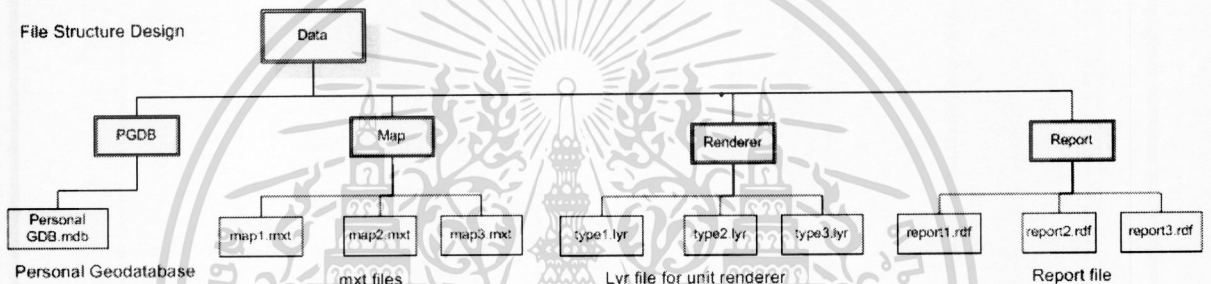 File Structure Design
Data
PGDB
Map
Renderer
Report
Personal
GDB.mdb
map1.mxt
map2.mxt
map3.mxt
type1.lyr
type2.lyr
type3.lyr
report1.rdf
report2.rdf
report3.rdf
Personal Geodatabase
mxt files
Lyr file for unit renderer
Report file